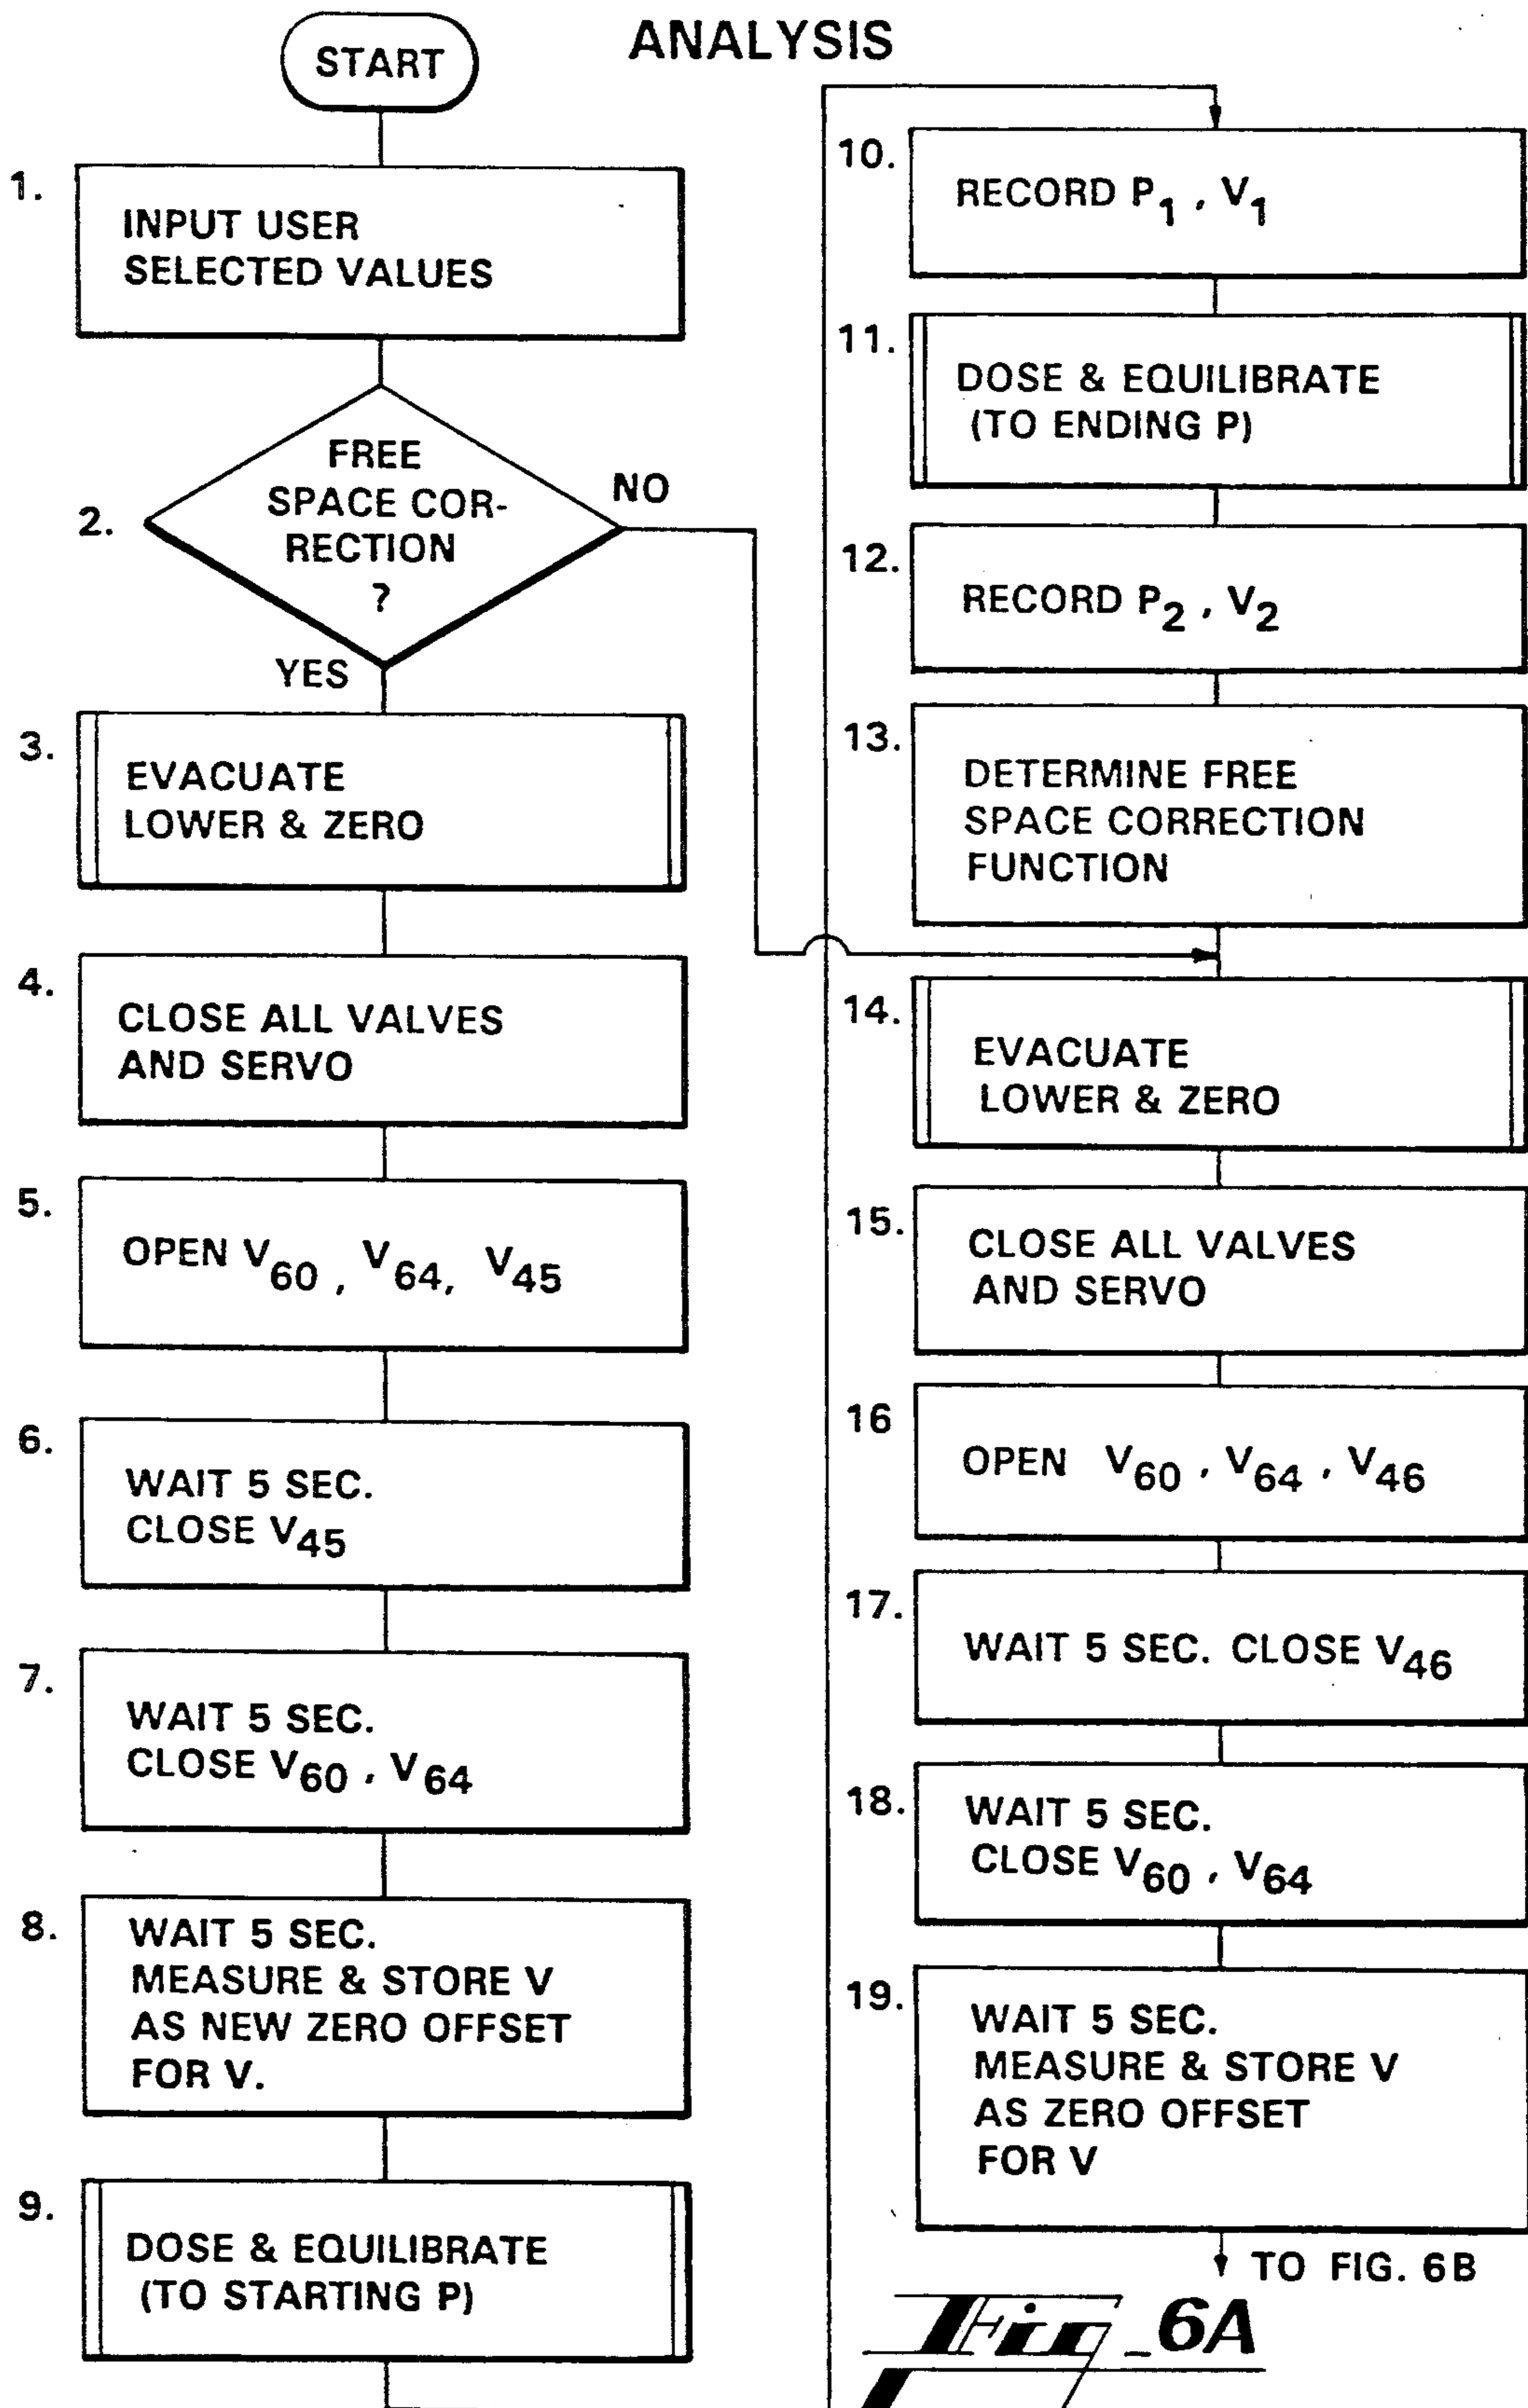 ANALYSIS
START
1.
INPUT USER
SELECTED VALUES
2.
FREE
SPACE COR-
RECTION
?
NO
YES
3.
EVACUATE
LOWER & ZERO
4.
CLOSE ALL VALVES
AND SERVO
5.
OPEN V60 , V64, V45
6.
WAIT 5 SEC.
CLOSE V45
7.
WAIT 5 SEC.
CLOSE V60 , V64
8.
WAIT 5 SEC.
MEASURE & STORE V
AS NEW ZERO OFFSET
FOR V.
9.
DOSE & EQUILIBRATE
(TO STARTING P)
10.
RECORD P1 , V1
11.
DOSE & EQUILIBRATE
(TO ENDING P)
12.
RECORD P2 , V2
13.
DETERMINE FREE
SPACE CORRECTION
FUNCTION
14.
EVACUATE
LOWER & ZERO
15.
CLOSE ALL VALVES
AND SERVO
16
OPEN V60 , V64 , V46
17.
WAIT 5 SEC. CLOSE V46
18.
WAIT 5 SEC.
CLOSE V60 , V64
19.
WAIT 5 SEC.
MEASURE & STORE V
AS ZERO OFFSET
FOR V
TO FIG. 6B
Fig_6A